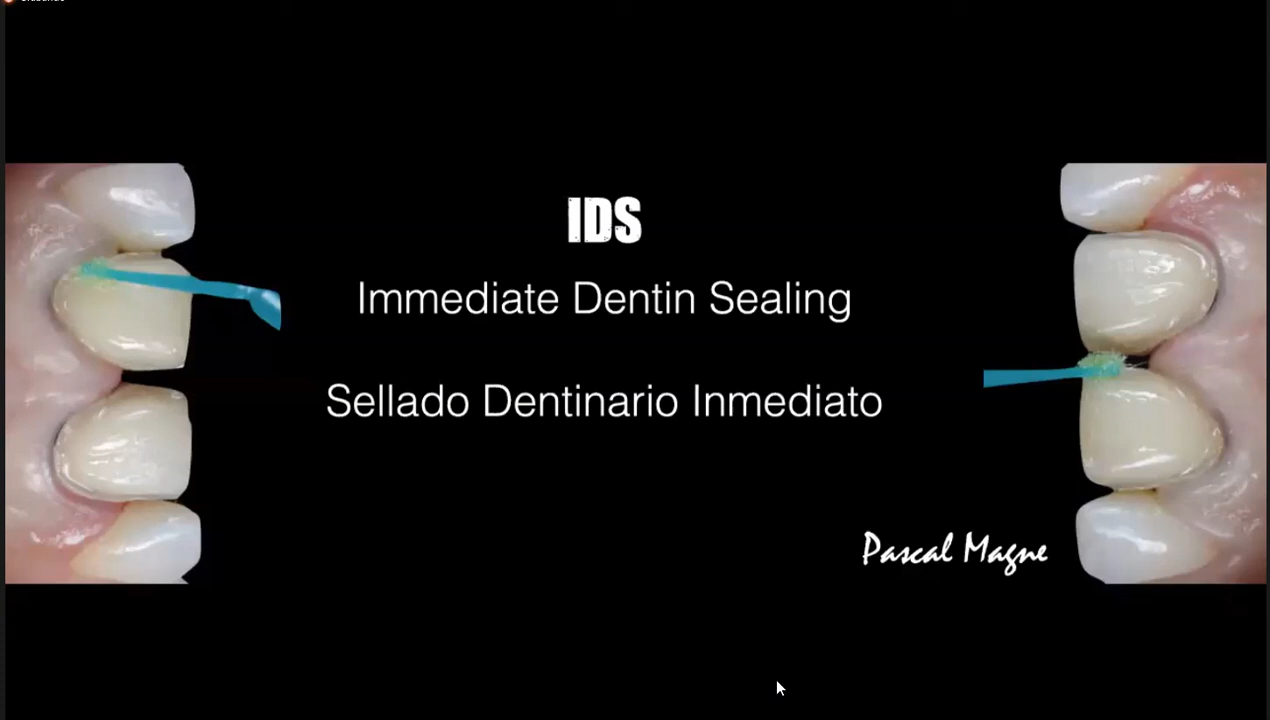 IDS
Immediate Dentin Sealing
Sellado Dentinario Inmediato
Pascal Magne